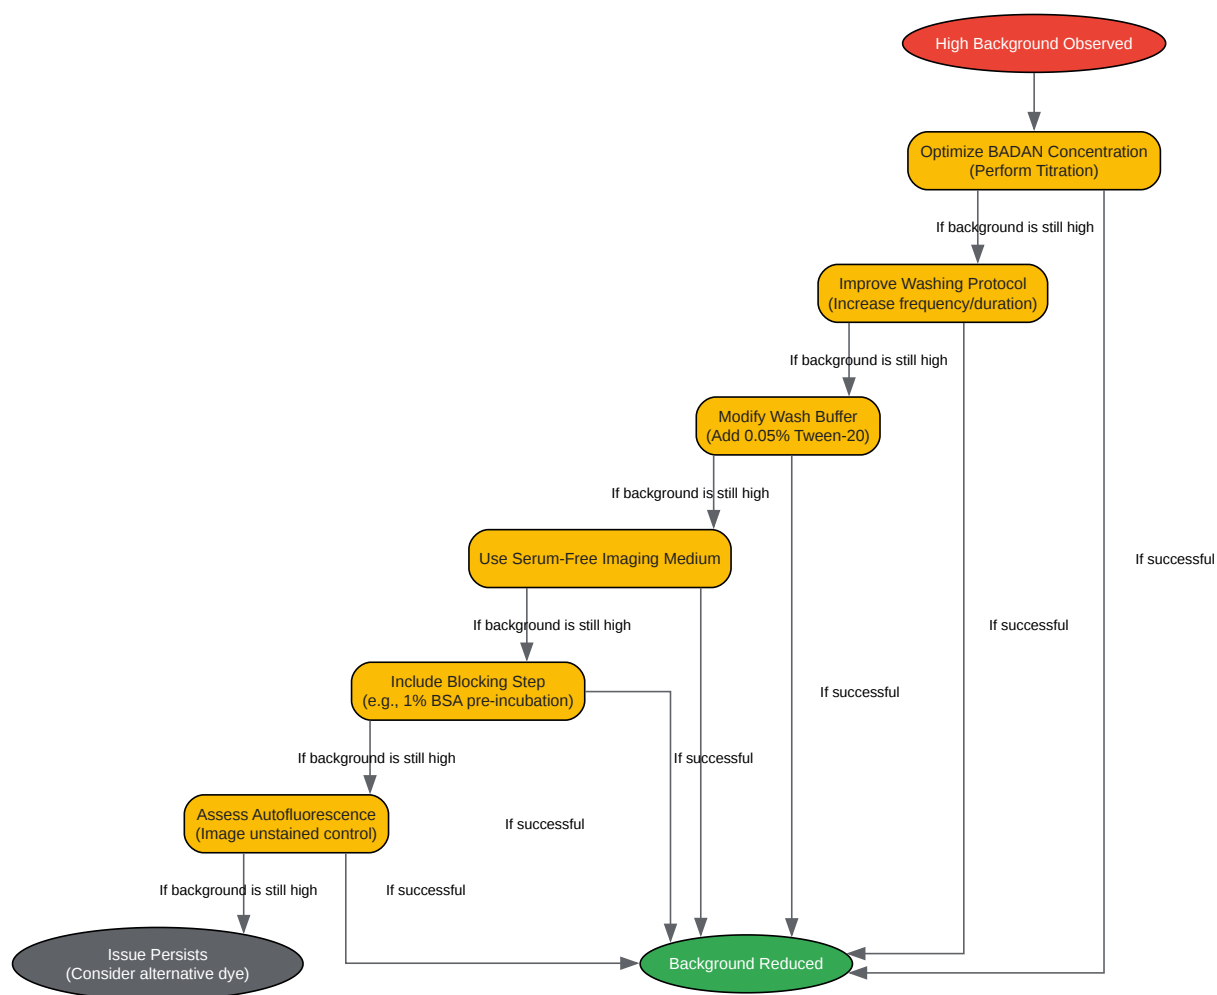 High Background Observed
Optimize BADAN Concentration
(Perform Titration)
If background is still high
Improve Washing Protocol
(Increase frequency/duration)
If background is still high
Modify Wash Buffer
(Add 0.05% Tween-20)
If background is still high
Use Serum-Free Imaging Medium
If successful
If background is still high
If successful
Include Blocking Step
(e.g., 1% BSA pre-incubation)
If successful
If background is still high
If successful
Assess Autofluorescence
(Image unstained control)
If successful
If background is still high
If successful
Issue Persists
(Consider alternative dye)
Background Reduced